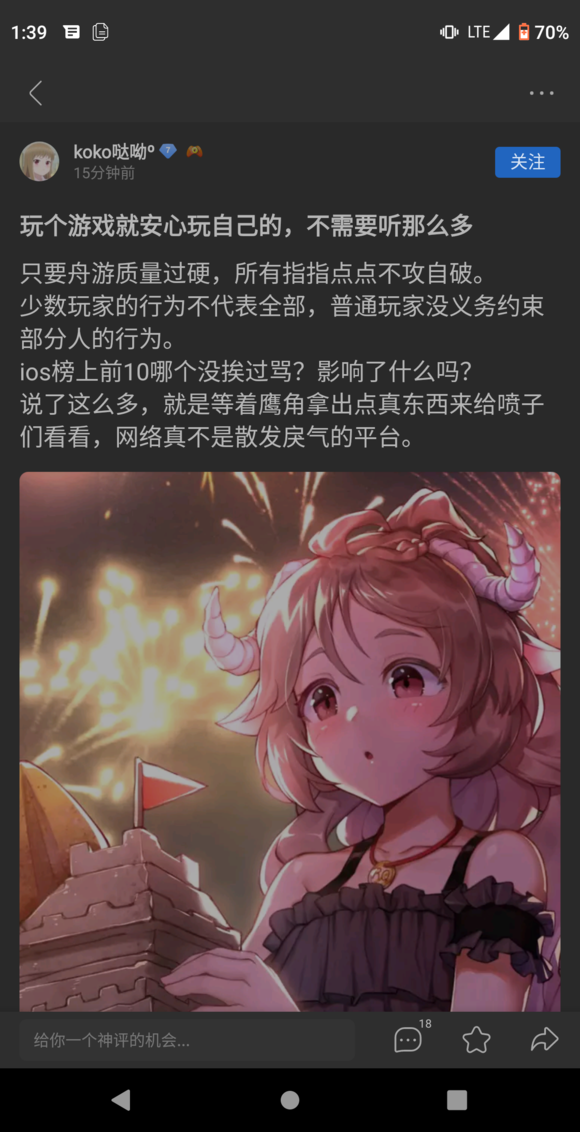 1:39 LTE 70%
koko哒呦º 7
15分钟前
关注
玩个游戏就安心玩自己的，不需要听那么多
只要舟游质量过硬，所有指指点点不攻自破。
少数玩家的行为不代表全部，普通玩家没义务约束
部分人的行为。
ios榜上前10哪个没挨过骂？影响了什么吗？
说了这么多，就是等着鹰角拿出点真东西来给喷子
们看看，网络真不是散发戾气的平台。
给你一个神评的机会... 18